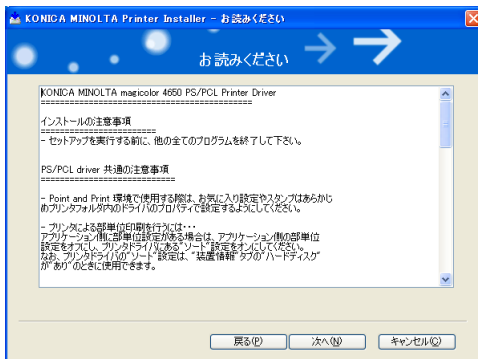 KONICA MINOLTA Printer Installer - お読みください
お読みください
KONICA MINOLTA magicolor 4650 PS/PCL Printer Driver
=============================================
インストールの注意事項
=========================
- セットアップを実行する前に、他の全てのプログラムを終了して下さい。
PS/PCL driver 共通の注意事項
=============================
- Point and Print 環境で使用する際は、お気に入り設定やスタンプはあらかじ
めプリンタフォルダ内のドライバのプロパティで設定するようにしてください。
- プリンタによる部単位印刷を行うには・・・
アプリケーション側に部単位設定がある場合は、アプリケーション側の部単位
設定をオフにし、プリンタドライバにある"ソート"設定をオンにしてください。
なお、プリンタドライバの"ソート"設定は、"装置情報"タブの"ハードディスク"
が"あり"のときに使用できます。
戻る(P)
次へ(N)
キャンセル(C)